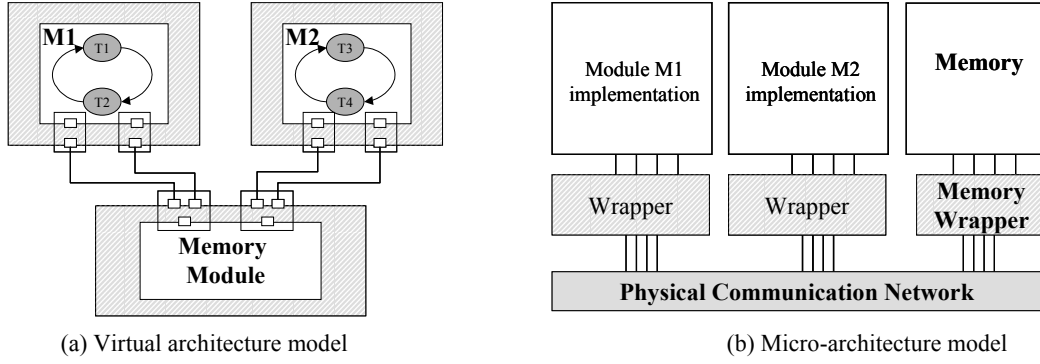 M1
T1
T2
M2
T3
T4
Memory
Module
(a) Virtual architecture model
Module M1
implementation
Module M2
implementation
Memory
Wrapper
Wrapper
Memory
Wrapper
Physical Communication Network
(b) Micro-architecture model